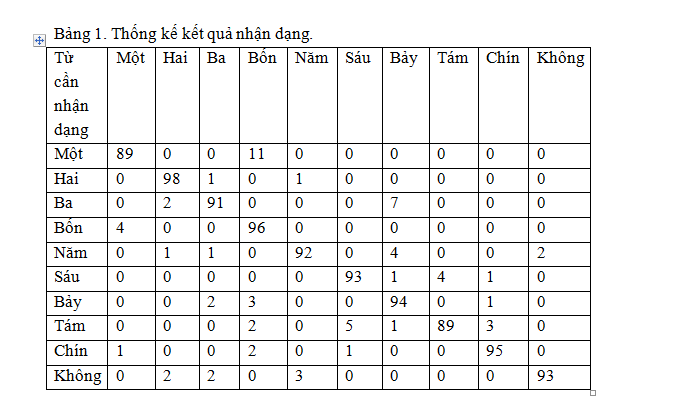 Bảng 1. Thống kế kết quả nhận dạng.
Từ cần nhận dạng Một Hai Ba Bốn Năm Sáu Bảy Tám Chín Không
Một 89 0 0 11 0 0 0 0 0 0
Hai 0 98 1 0 1 0 0 0 0 0
Ba 0 2 91 0 0 0 7 0 0 0
Bốn 4 0 0 96 0 0 0 0 0 0
Năm 0 1 1 0 92 0 4 0 0 2
Sáu 0 0 0 0 0 93 1 4 1 0
Bảy 0 0 2 3 0 0 94 0 1 0
Tám 0 0 0 2 0 5 1 89 3 0
Chín 1 0 0 2 0 1 0 0 95 0
Không 0 2 2 0 3 0 0 0 0 93